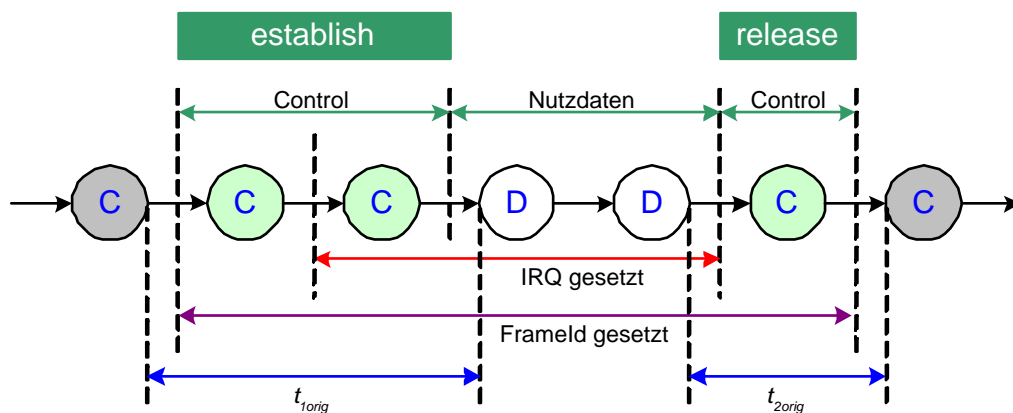 establish
release
Control
Nutzdaten
Control
C
C
C
D
D
C
C
IRQ gesetzt
FrameId gesetzt
t1orig
t2orig